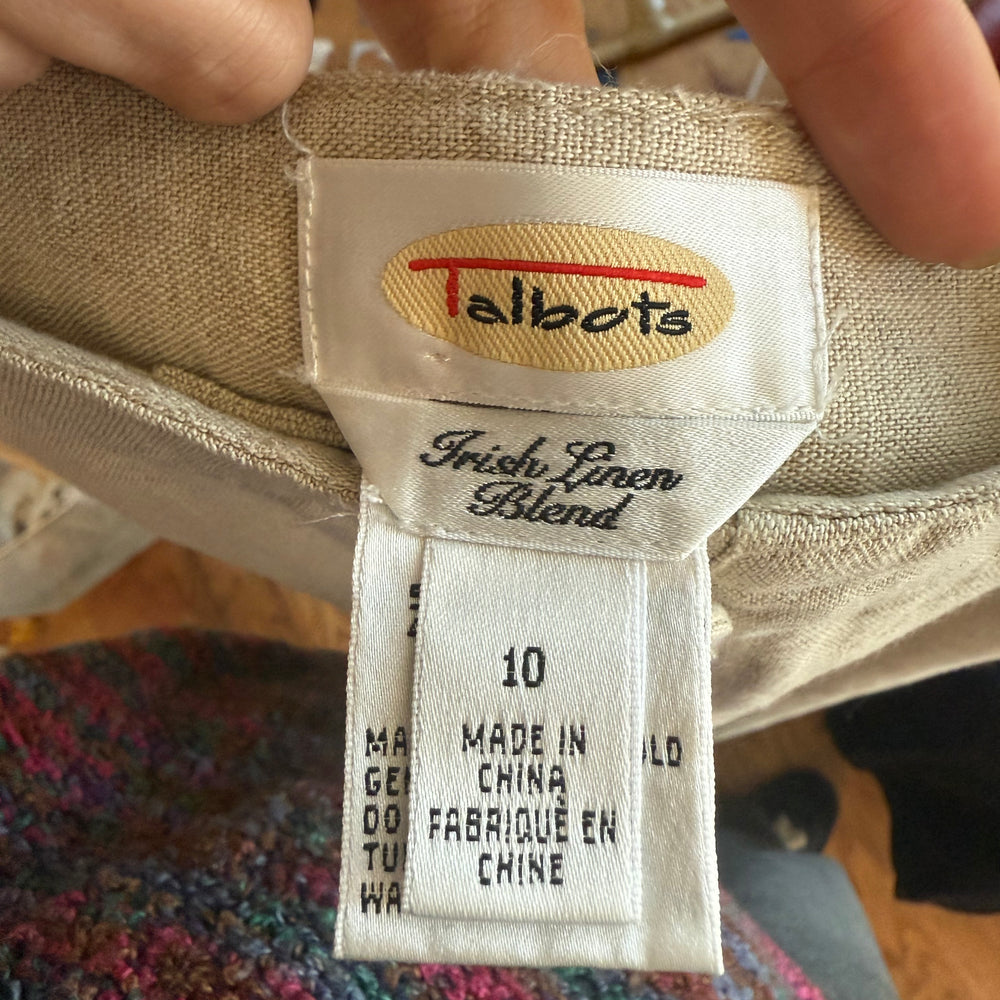 Talbots
Irish Linen
Blend
10
MADE IN
CHINA
FABRIQUÉ EN
CHINE